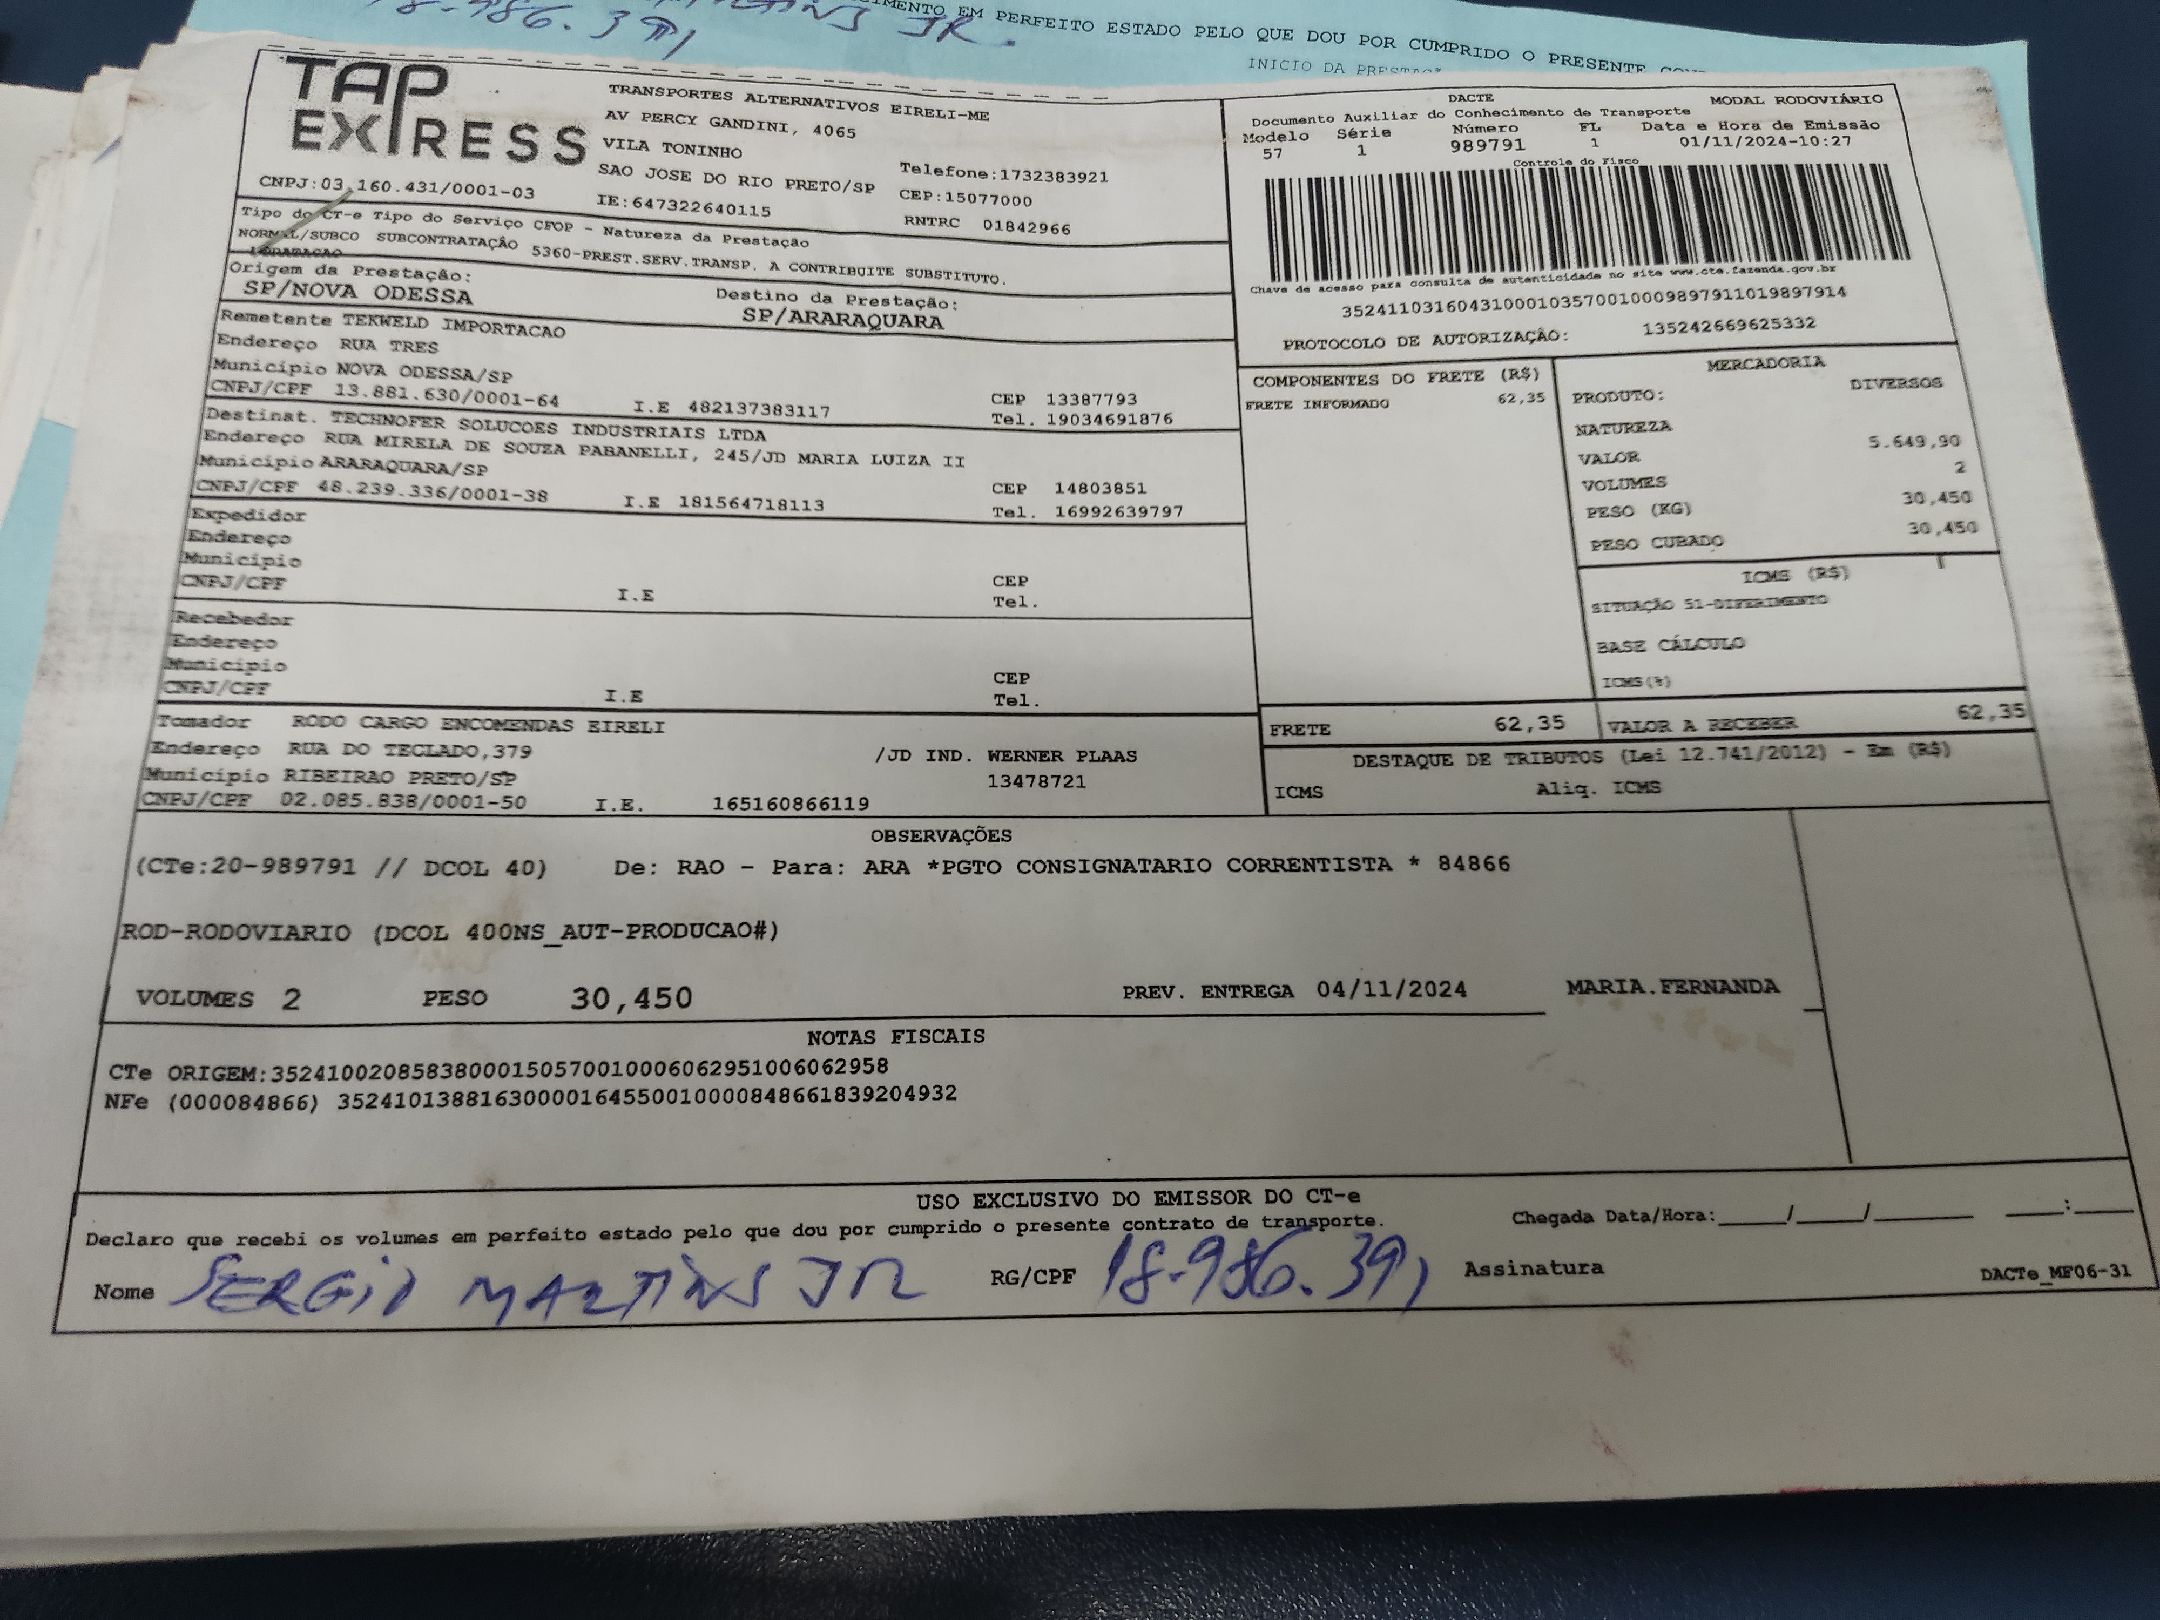 18.986.391
CIMENTO EM PERFEITO ESTADO PELO QUE DOU POR CUMPRIDO O PRESENTE
INICIO DA
TAP EXPRESS
TRANSPORTES ALTERNATIVOS EIRELI-ME
AV PERCY GANDINI, 4065
VILA TONINHO
SAO JOSE DO RIO PRETO/SP
Telefone:1732383921
CNPJ:03.160.431/0001-03
IE:647322640115
CEP:15077000
RNTRC 01842966
Tipo do CT-e Tipo do Serviço CFOP - Natureza da Prestação
NORMAL/SUBCO SUBCONTRATAÇÂO 5360-PREST.SERV.TRANSP. A CONTRIBUITE SUBSTITUTO.
DACTE MODAL RODOVIÁRIO
Documento Auxiliar do Conhecimento de Transporte
Modelo Série Número FL Data e Hora de Emissão
57 1 989791 1 01/11/2024-10:27
Controle do Fisco
Chave de acesso para consulta de autenticidade no site www.cte.fazenda.gov.br
35241103160431000103570010009897911019897914
PROTOCOLO DE AUTORIZAÇÂO: 135242669625332
Origem da Prestação:
SP/NOVA ODESSA
Destino da Prestação:
SP/ARARAQUARA
Remetente TEKWELD IMPORTACAO
Endereço RUA TRES
Município NOVA ODESSA/SP
CEP 13387793
CNPJ/CPF 13.881.630/0001-64 I.E 482137383117
Tel. 19034691876
Destinat. TECHNOFER SOLUCOES INDUSTRIAIS LTDA
Endereço RUA MIRELA DE SOUZA PABANELLI, 245/JD MARIA LUIZA II
Município ARARAQUARA/SP
CEP 14803851
CNPJ/CPF 48.239.336/0001-38 I.E 181564718113
Tel. 16992639797
Expedidor
Endereço
Município
CEP
CNPJ/CPF I.E
Tel.
Recebedor
Endereço
Município
CEP
CNPJ/CPF I.E
Tel.
Tomador RODO CARGO ENCOMENDAS EIRELI
Endereço RUA DO TECLADO,379 /JD IND. WERNER PLAAS
Município RIBEIRAO PRETO/SP 13478721
CNPJ/CPF 02.085.838/0001-50 I.E. 165160866119
COMPONENTES DO FRETE (R$)
FRETE INFORMADO 62,35
MERCADORIA
PRODUTO: DIVERSOS
NATUREZA
VALOR 5.649,90
VOLUMES 2
PESO (KG) 30,450
PESO CUBADO 30,450
ICMS (R$)
SITUAÇÃO 51-DIFERIMENTO
BASE CÁLCULO
ICMS(%)
FRETE 62,35 VALOR A RECEBER 62,35
DESTAQUE DE TRIBUTOS (Lei 12.741/2012) - Em (R$)
ICMS Aliq. ICMS
OBSERVAÇÕES
(CTe:20-989791 // DCOL 40) De: RAO - Para: ARA *PGTO CONSIGNATARIO CORRENTISTA * 84866
ROD-RODOVIARIO (DCOL 400NS_AUT-PRODUCAO#)
VOLUMES 2 PESO 30,450 PREV. ENTREGA 04/11/2024 MARIA.FERNANDA
NOTAS FISCAIS
CTe ORIGEM:35241002085838000150570010006062951006062958
NFe (000084866) 35241013881630000164550010000848661839204932
USO EXCLUSIVO DO EMISSOR DO CT-e
Declaro que recebi os volumes em perfeito estado pelo que dou por cumprido o presente contrato de transporte.
Chegada Data/Hora:____/____/______ ___:___
Nome SERGIO MARTINS JR RG/CPF 18.986.391 Assinatura
DACTe_MF06-31